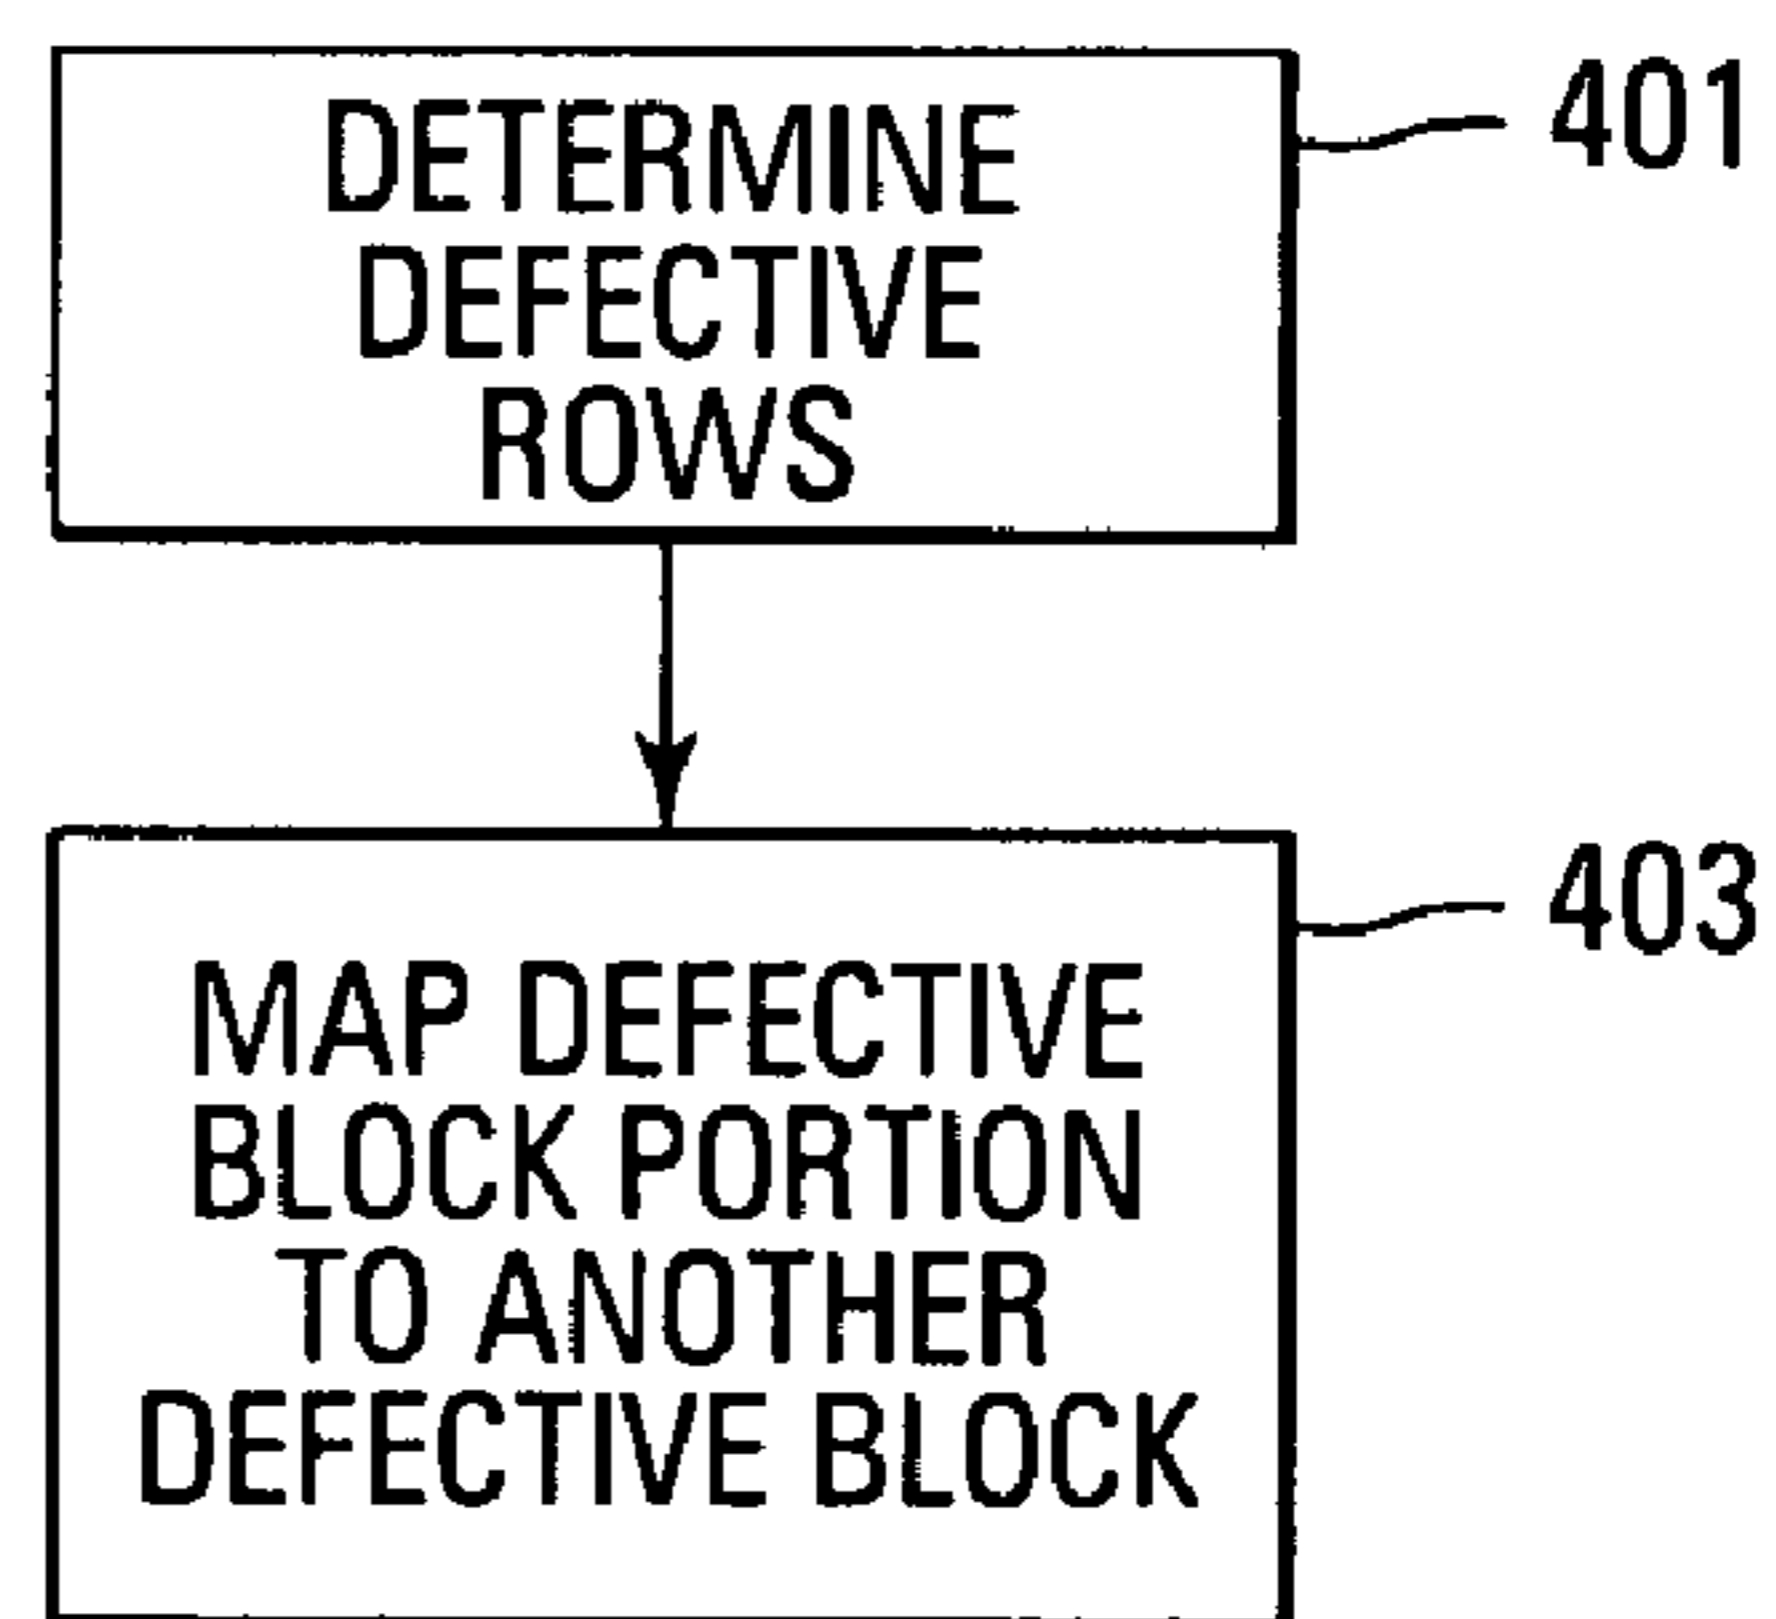 DETERMINE
DEFECTIVE
ROWS
401
MAP DEFECTIVE
BLOCK PORTION
TO ANOTHER
DEFECTIVE BLOCK
403